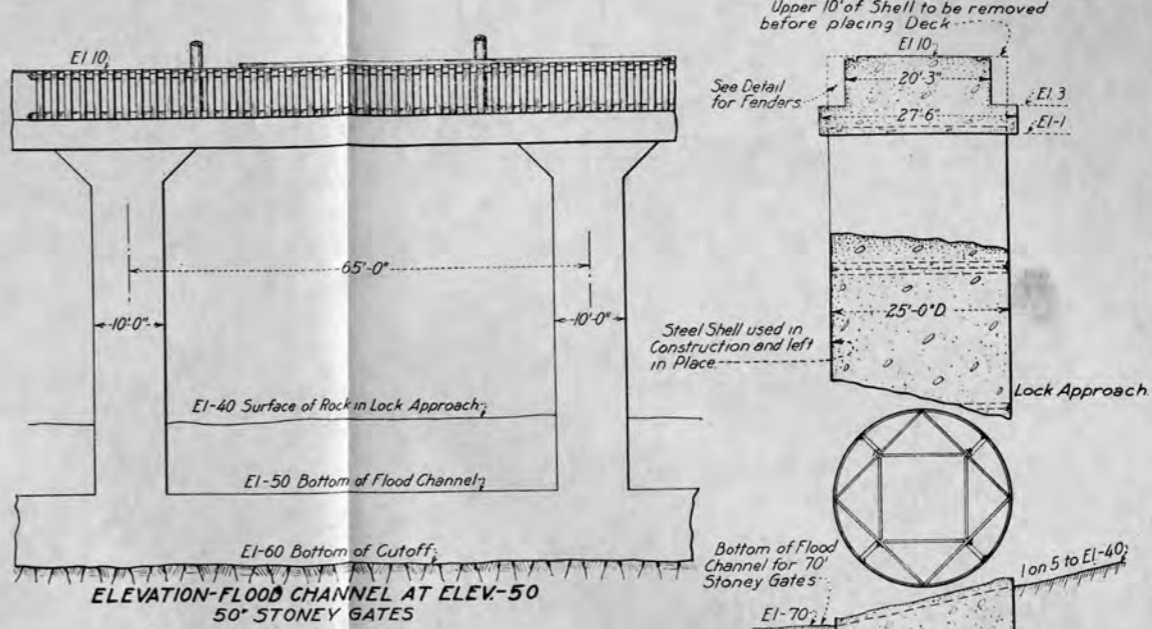 El 10
65'-0"
10'-0"
10'-0"
El-40 Surface of Rock in Lock Approach
El-50 Bottom of Flood Channel
El-60 Bottom of Cutoff
ELEVATION-FLOOD CHANNEL AT ELEV.-50
50' STONEY GATES
Upper 10' of Shell to be removed
before placing Deck
El 10
20'-3"
See Detail
for Fenders
El 3
27'-6"
El-1
25'-0"D.
Steel Shell used in
Construction and left
in Place
Lock Approach
Bottom of Flood
Channel for 70'
Stoney Gates
1 on 5 to El-40
El-70